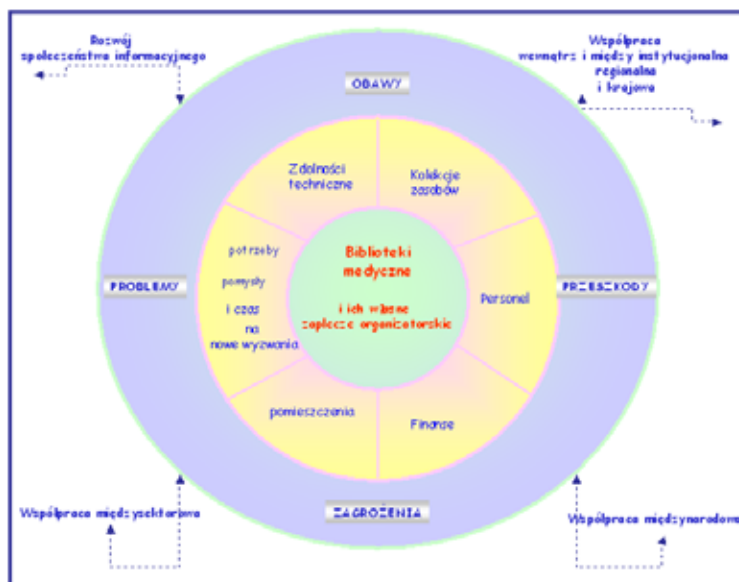 Rozwój
społeczeństwa informacyjnego
Współpraca
wewnątrz i między instytucjonalna
regionalna
i krajowa
OBAWY
Zdolności
techniczne
Kolekcje
zasobów
potrzeby
pomysły
i czas
na
nowe wyzwania
Biblioteki
medyczne
i ich własne
zaplecze organizatorskie
PROBLEMY
Personel
PRZESZKODY
pomieszczenia
Finanse
ZAGROŻENIA
Współpraca międzysektorowa
Współpraca międzynarodowa